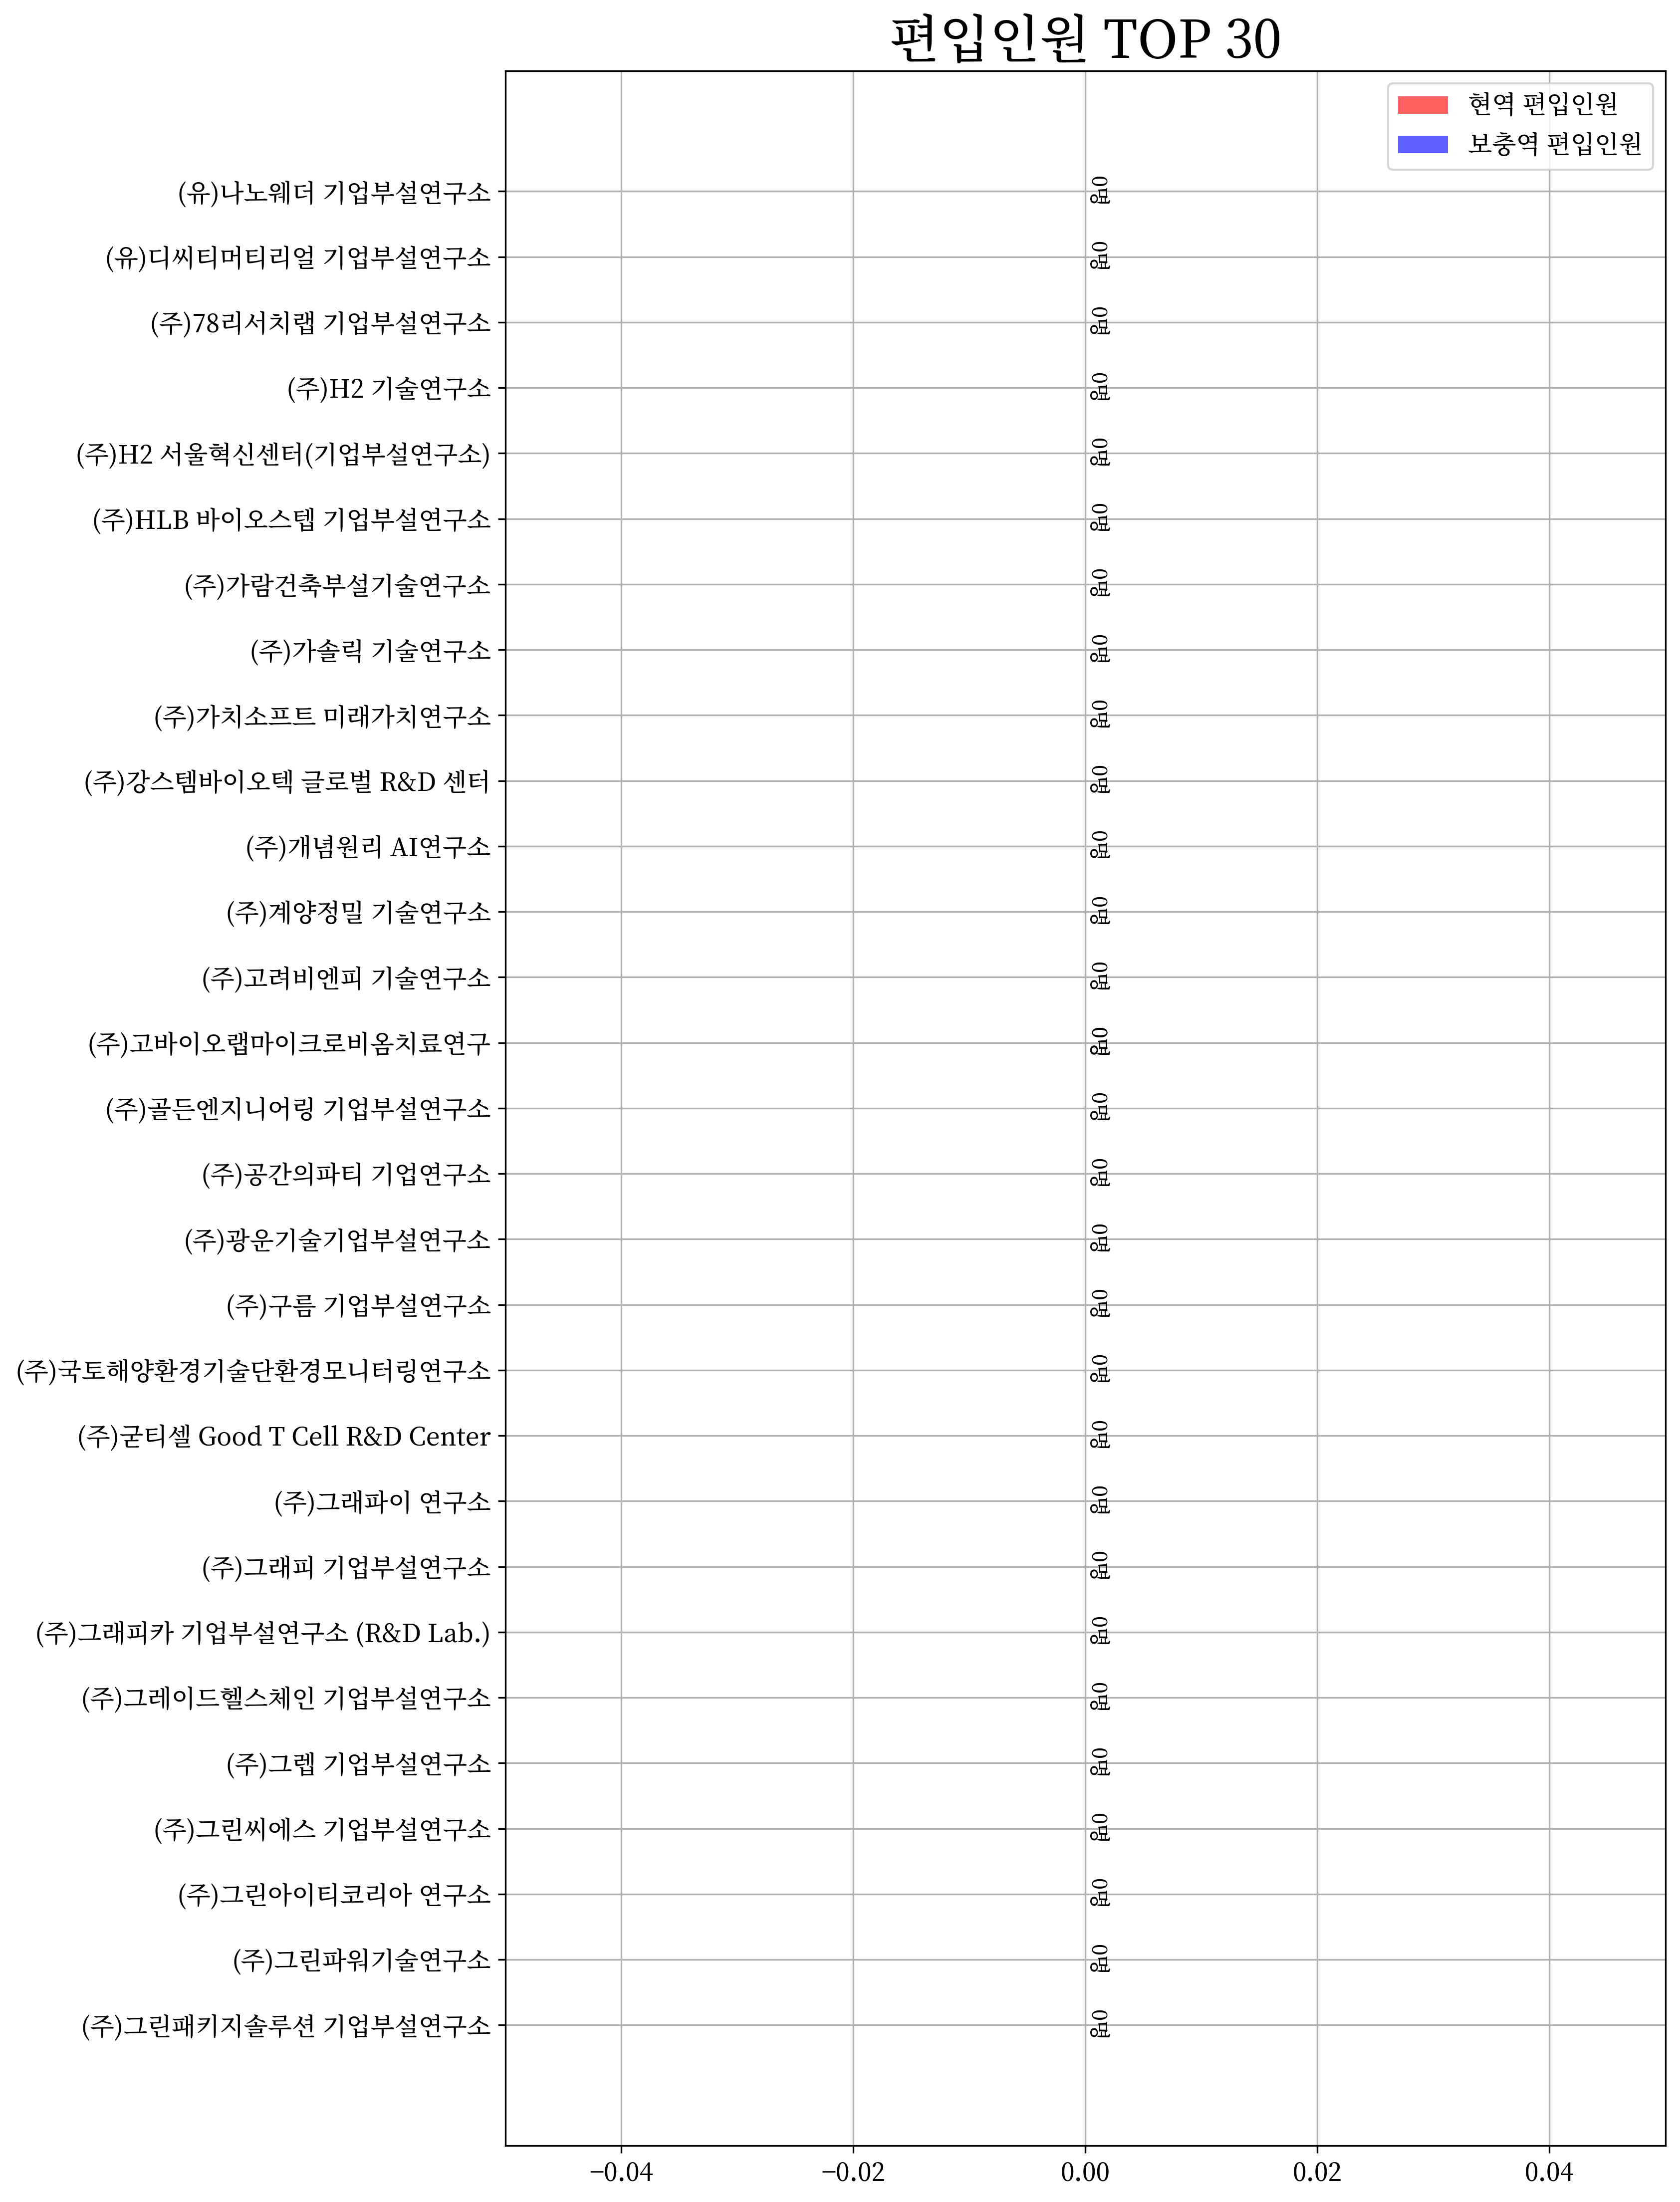 편입인원 TOP 30
현역 편입인원
보충역 편입인원
(유)나노웨더 기업부설연구소
0명
(유)디씨티머티리얼 기업부설연구소
0명
(주)78리서치랩 기업부설연구소
0명
(주)H2 기술연구소
0명
(주)H2 서울혁신센터(기업부설연구소)
0명
(주)HLB 바이오스텝 기업부설연구소
0명
(주)가람건축부설기술연구소
0명
(주)가솔릭 기술연구소
0명
(주)가치소프트 미래가치연구소
0명
(주)강스템바이오텍 글로벌 R&D 센터
0명
(주)개념원리 AI연구소
0명
(주)계양정밀 기술연구소
0명
(주)고려비엔피 기술연구소
0명
(주)고바이오랩마이크로비옴치료연구
0명
(주)골든엔지니어링 기업부설연구소
0명
(주)공간의파티 기업연구소
0명
(주)광운기술기업부설연구소
0명
(주)구름 기업부설연구소
0명
(주)국토해양환경기술단환경모니터링연구소
0명
(주)굳티셀 Good T Cell R&D Center
0명
(주)그래파이 연구소
0명
(주)그래피 기업부설연구소
0명
(주)그래피카 기업부설연구소 (R&D Lab.)
0명
(주)그레이드헬스체인 기업부설연구소
0명
(주)그렙 기업부설연구소
0명
(주)그린씨에스 기업부설연구소
0명
(주)그린아이티코리아 연구소
0명
(주)그린파워기술연구소
0명
(주)그린패키지솔루션 기업부설연구소
0명
−0.04 −0.02 0.00 0.02 0.04